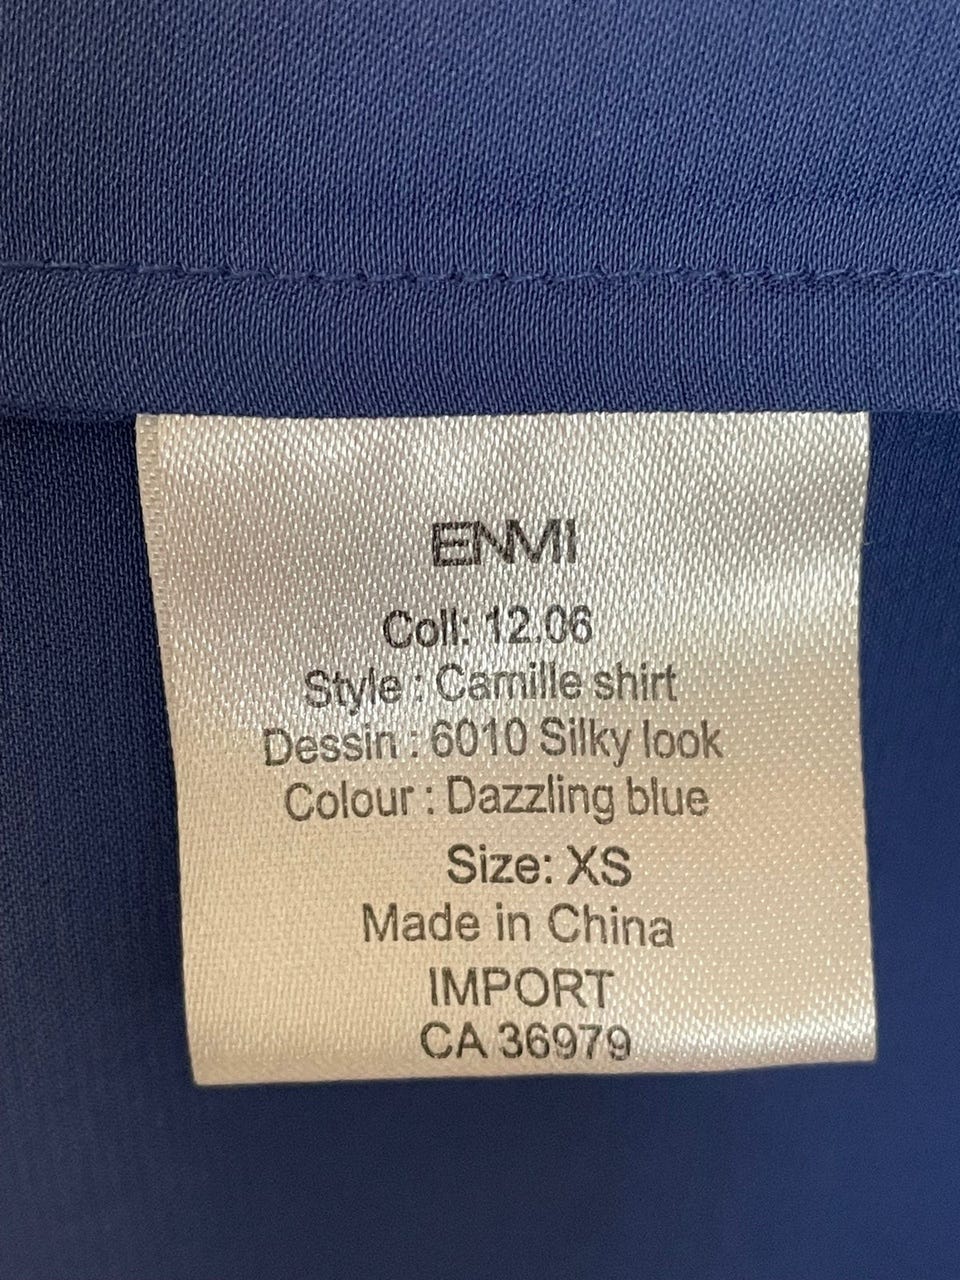 ENVII
Coll: 12.06
Style : Camille shirt
Dessin : 6010 Silky look
Colour : Dazzling blue
Size: XS
Made in China
IMPORT
CA 36979